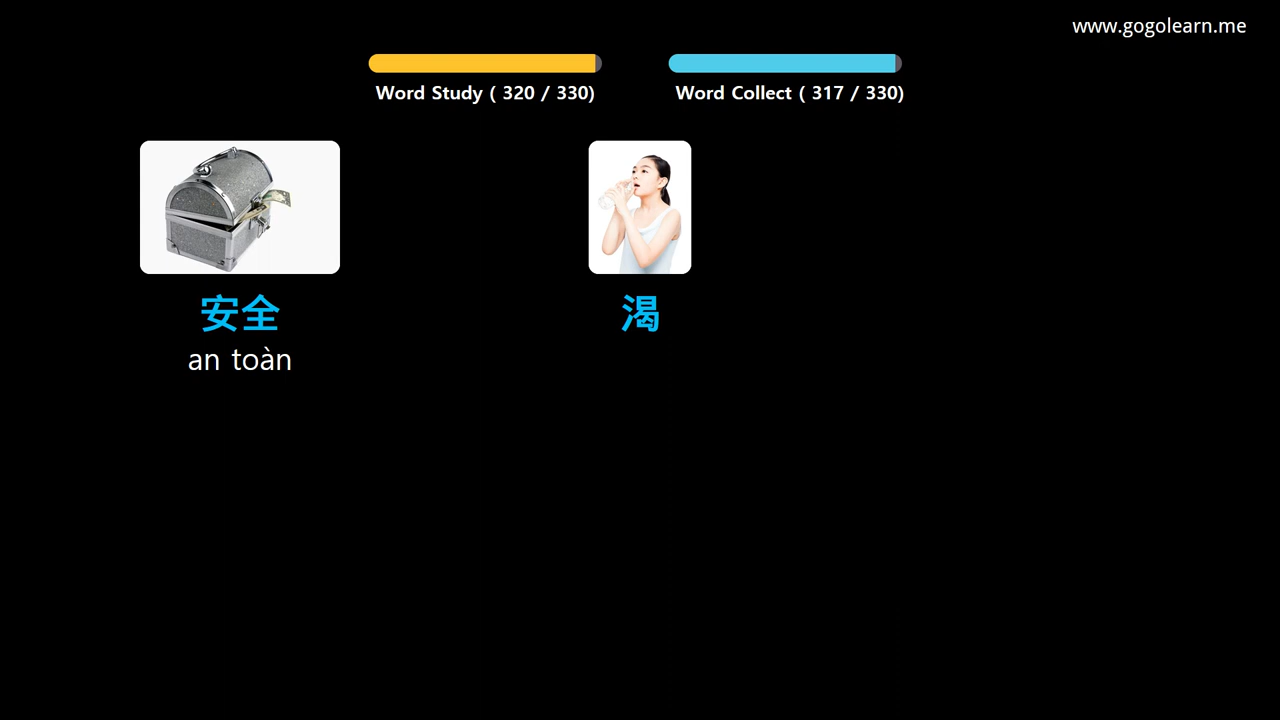 www.gogolearn.me
Word Study ( 320 / 330)
Word Collect ( 317 / 330)
安全
渴
an toàn